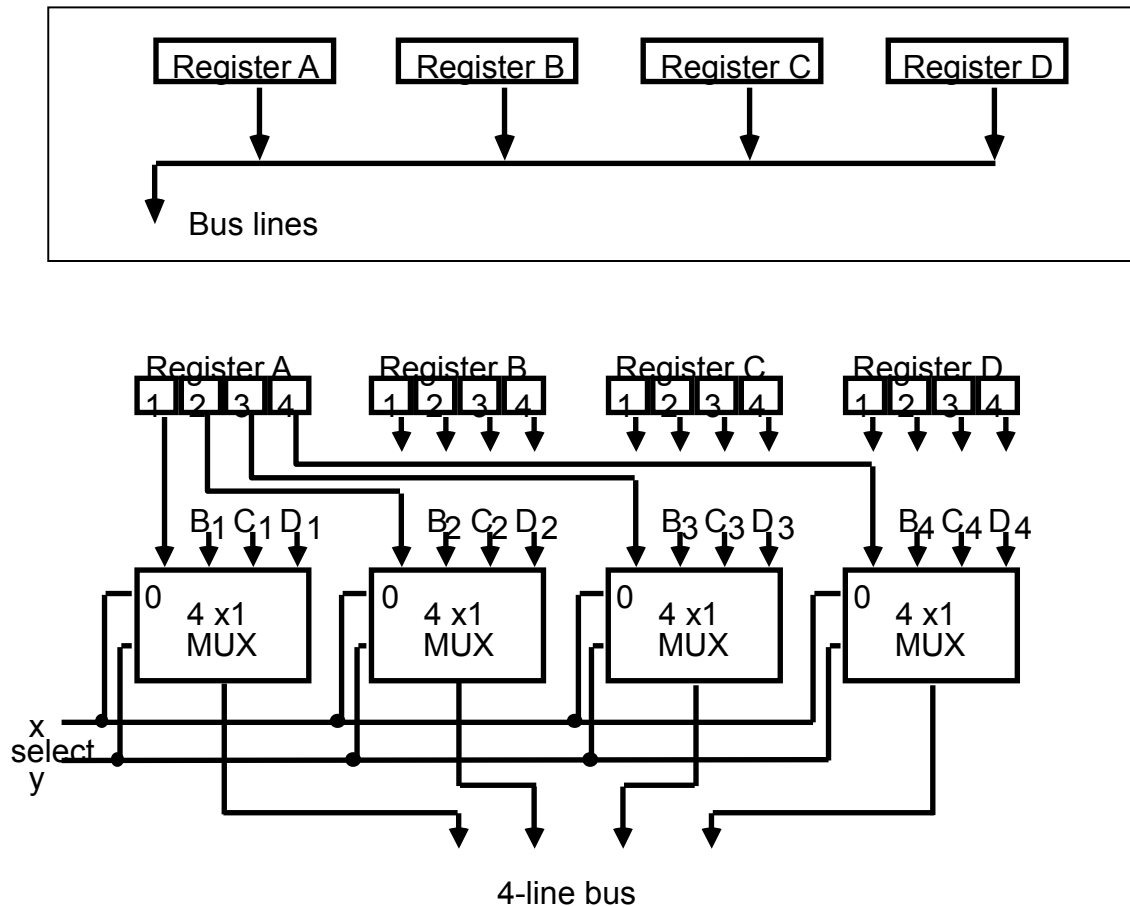 Register A Register B Register C Register D
Bus lines
Register A Register B Register C Register D
1 2 3 4 1 2 3 4 1 2 3 4 1 2 3 4
B1 C1 D1 B2 C2 D2 B3 C3 D3 B4 C4 D4
0 0 0 0
4 x1 4 x1 4 x1 4 x1
MUX MUX MUX MUX
x
select
y
4-line bus